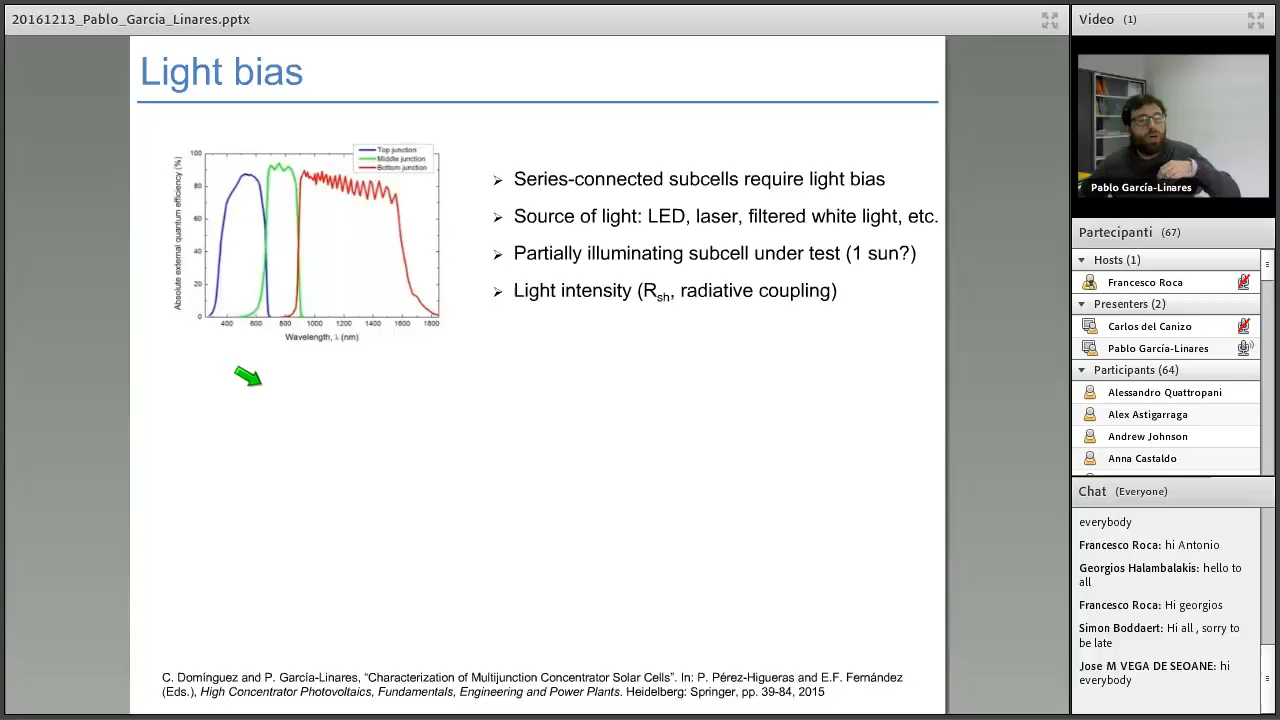 20161213_Pablo_Garcia_Linares.pptx
Light bias
Top junction
Middle junction
Bottom junction
Absolute external quantum efficiency (%)
100
80
60
40
20
0
400 600 800 1000 1200 1400 1600 1800
Wavelength, λ (nm)
➢ Series-connected subcells require light bias
➢ Source of light: LED, laser, filtered white light, etc.
➢ Partially illuminating subcell under test (1 sun?)
➢ Light intensity (Rsh, radiative coupling)
C. Domínguez and P. García-Linares, “Characterization of Multijunction Concentrator Solar Cells”. In: P. Pérez-Higueras and E.F. Fernández
(Eds.), High Concentrator Photovoltaics, Fundamentals, Engineering and Power Plants. Heidelberg: Springer, pp. 39-84, 2015
Video (1)
Pablo García-Linares
Partecipanti (67)
Hosts (1)
Francesco Roca
Presenters (2)
Carlos del Canizo
Pablo García-Linares
Participants (64)
Alessandro Quattropani
Alex Astigarraga
Andrew Johnson
Anna Castaldo
Chat (Everyone)
everybody
Francesco Roca: hi Antonio
Georgios Halambalakis: hello to
all
Francesco Roca: Hi georgios
Simon Boddaert: Hi all , sorry to
be late
Jose M VEGA DE SEOANE: hi
everybody